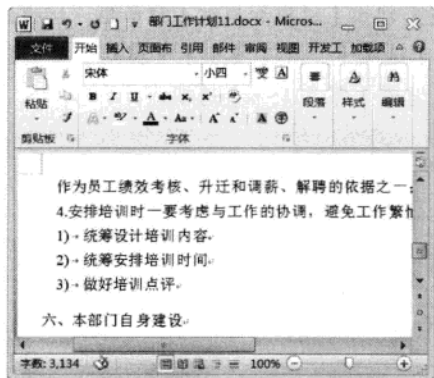 部门工作计划11.docx - Micros...
文件 开始 插入 页面布 引用 邮件 审阅 视图 开发工 加载项
宋体 小四 变 A
粘贴 B I U abc x₂ x² 段落 样式 编辑
A Aa A A A 字
剪贴板 字体
作为员工绩效考核、升迁和调薪、解聘的依据之一
4.安排培训时一要考虑与工作的协调，避免工作繁忙
1)→统筹设计培训内容
2)→统筹安排培训时间
3)→做好培训点评
六、本部门自身建设
字数: 3,134 100%